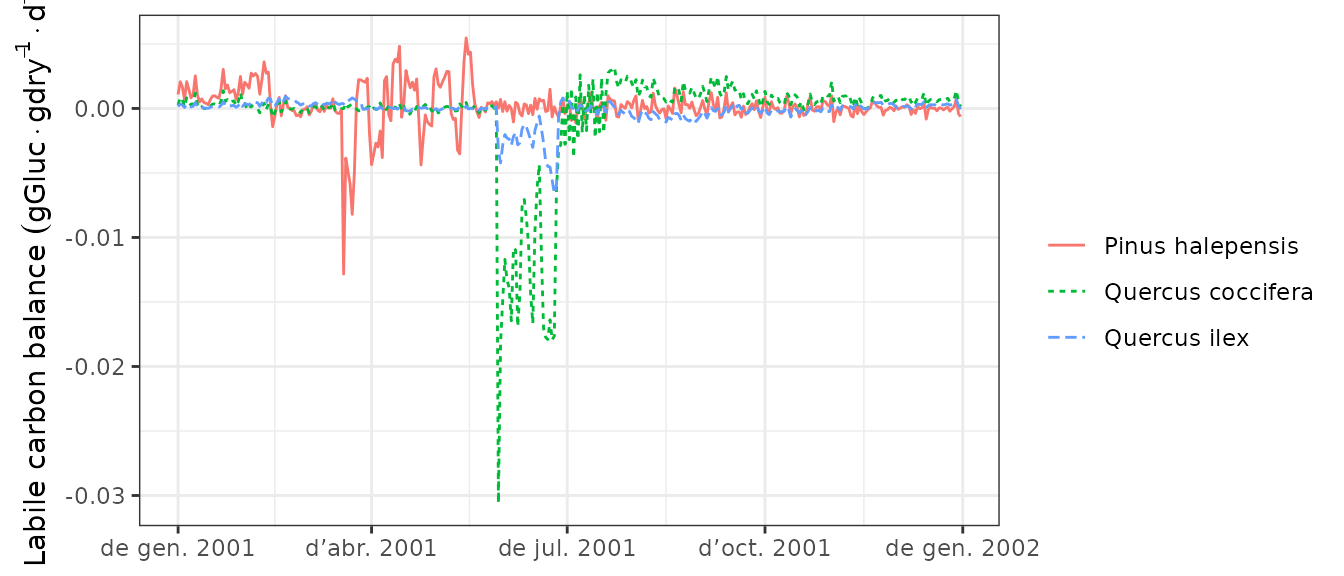 Labile carbon balance (gGluc · gdry⁻¹ · d
0.00
-0.01
-0.02
-0.03
de gen. 2001
d’abr. 2001
de jul. 2001
d’oct. 2001
de gen. 2002
Pinus halepensis
Quercus coccifera
Quercus ilex